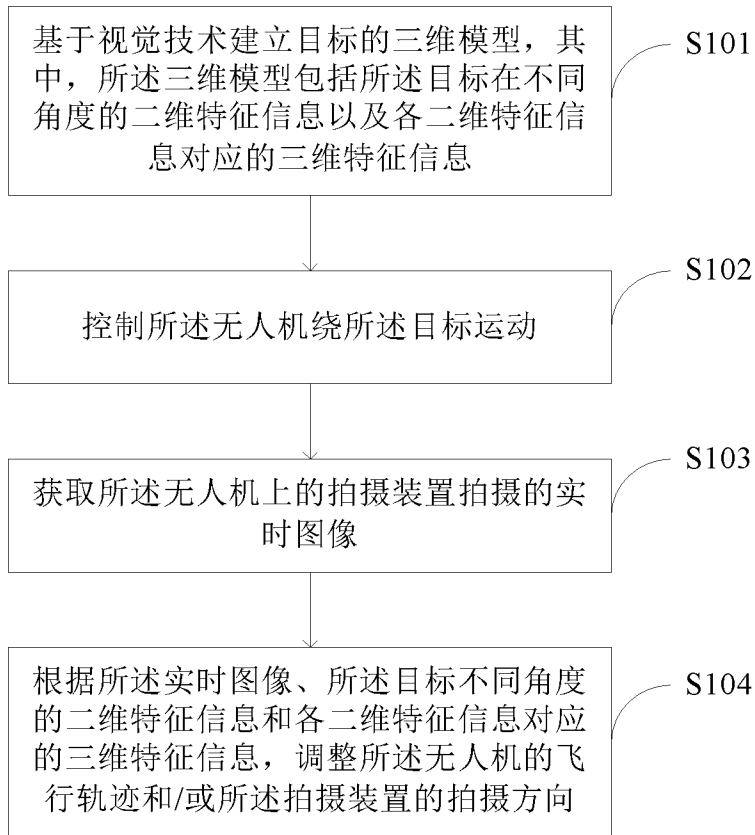 基于视觉技术建立目标的三维模型，其
中，所述三维模型包括所述目标在不同
角度的二维特征信息以及各二维特征信
息对应的三维特征信息
S101
控制所述无人机绕所述目标运动
S102
获取所述无人机上的拍摄装置拍摄的实
时图像
S103
根据所述实时图像、所述目标不同角度
的二维特征信息和各二维特征信息对应
的三维特征信息，调整所述无人机的飞
行轨迹和/或所述拍摄装置的拍摄方向
S104